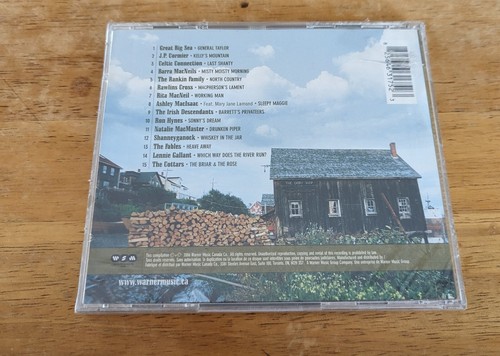 1 Great Big Sea • GENERAL TAYLOR
2 J.P. Cormier • KELLY'S MOUNTAIN
3 Celtic Connection • LAST SHANTY
4 Barra MacNeils • MISTY MOISTY MORNING
5 The Rankin Family • NORTH COUNTRY
6 Rawlins Cross • MACPHERSON'S LAMENT
7 Rita MacNeil • WORKING MAN
8 Ashley MacIsaac • Feat. Mary Jane Lamond • SLEEPY MAGGIE
9 The Irish Descendants • BARRETT'S PRIVATEERS
10 Ron Hynes • SONNY'S DREAM
11 Natalie MacMaster • DRUNKEN PIPER
12 Shanneyganock • WHISKEY IN THE JAR
13 The Fables • HEAVE AWAY
14 Lennie Gallant • WHICH WAY DOES THE RIVER RUN?
15 The Cottars • THE BRIAR & THE ROSE
WSM
www.warnermusic.ca